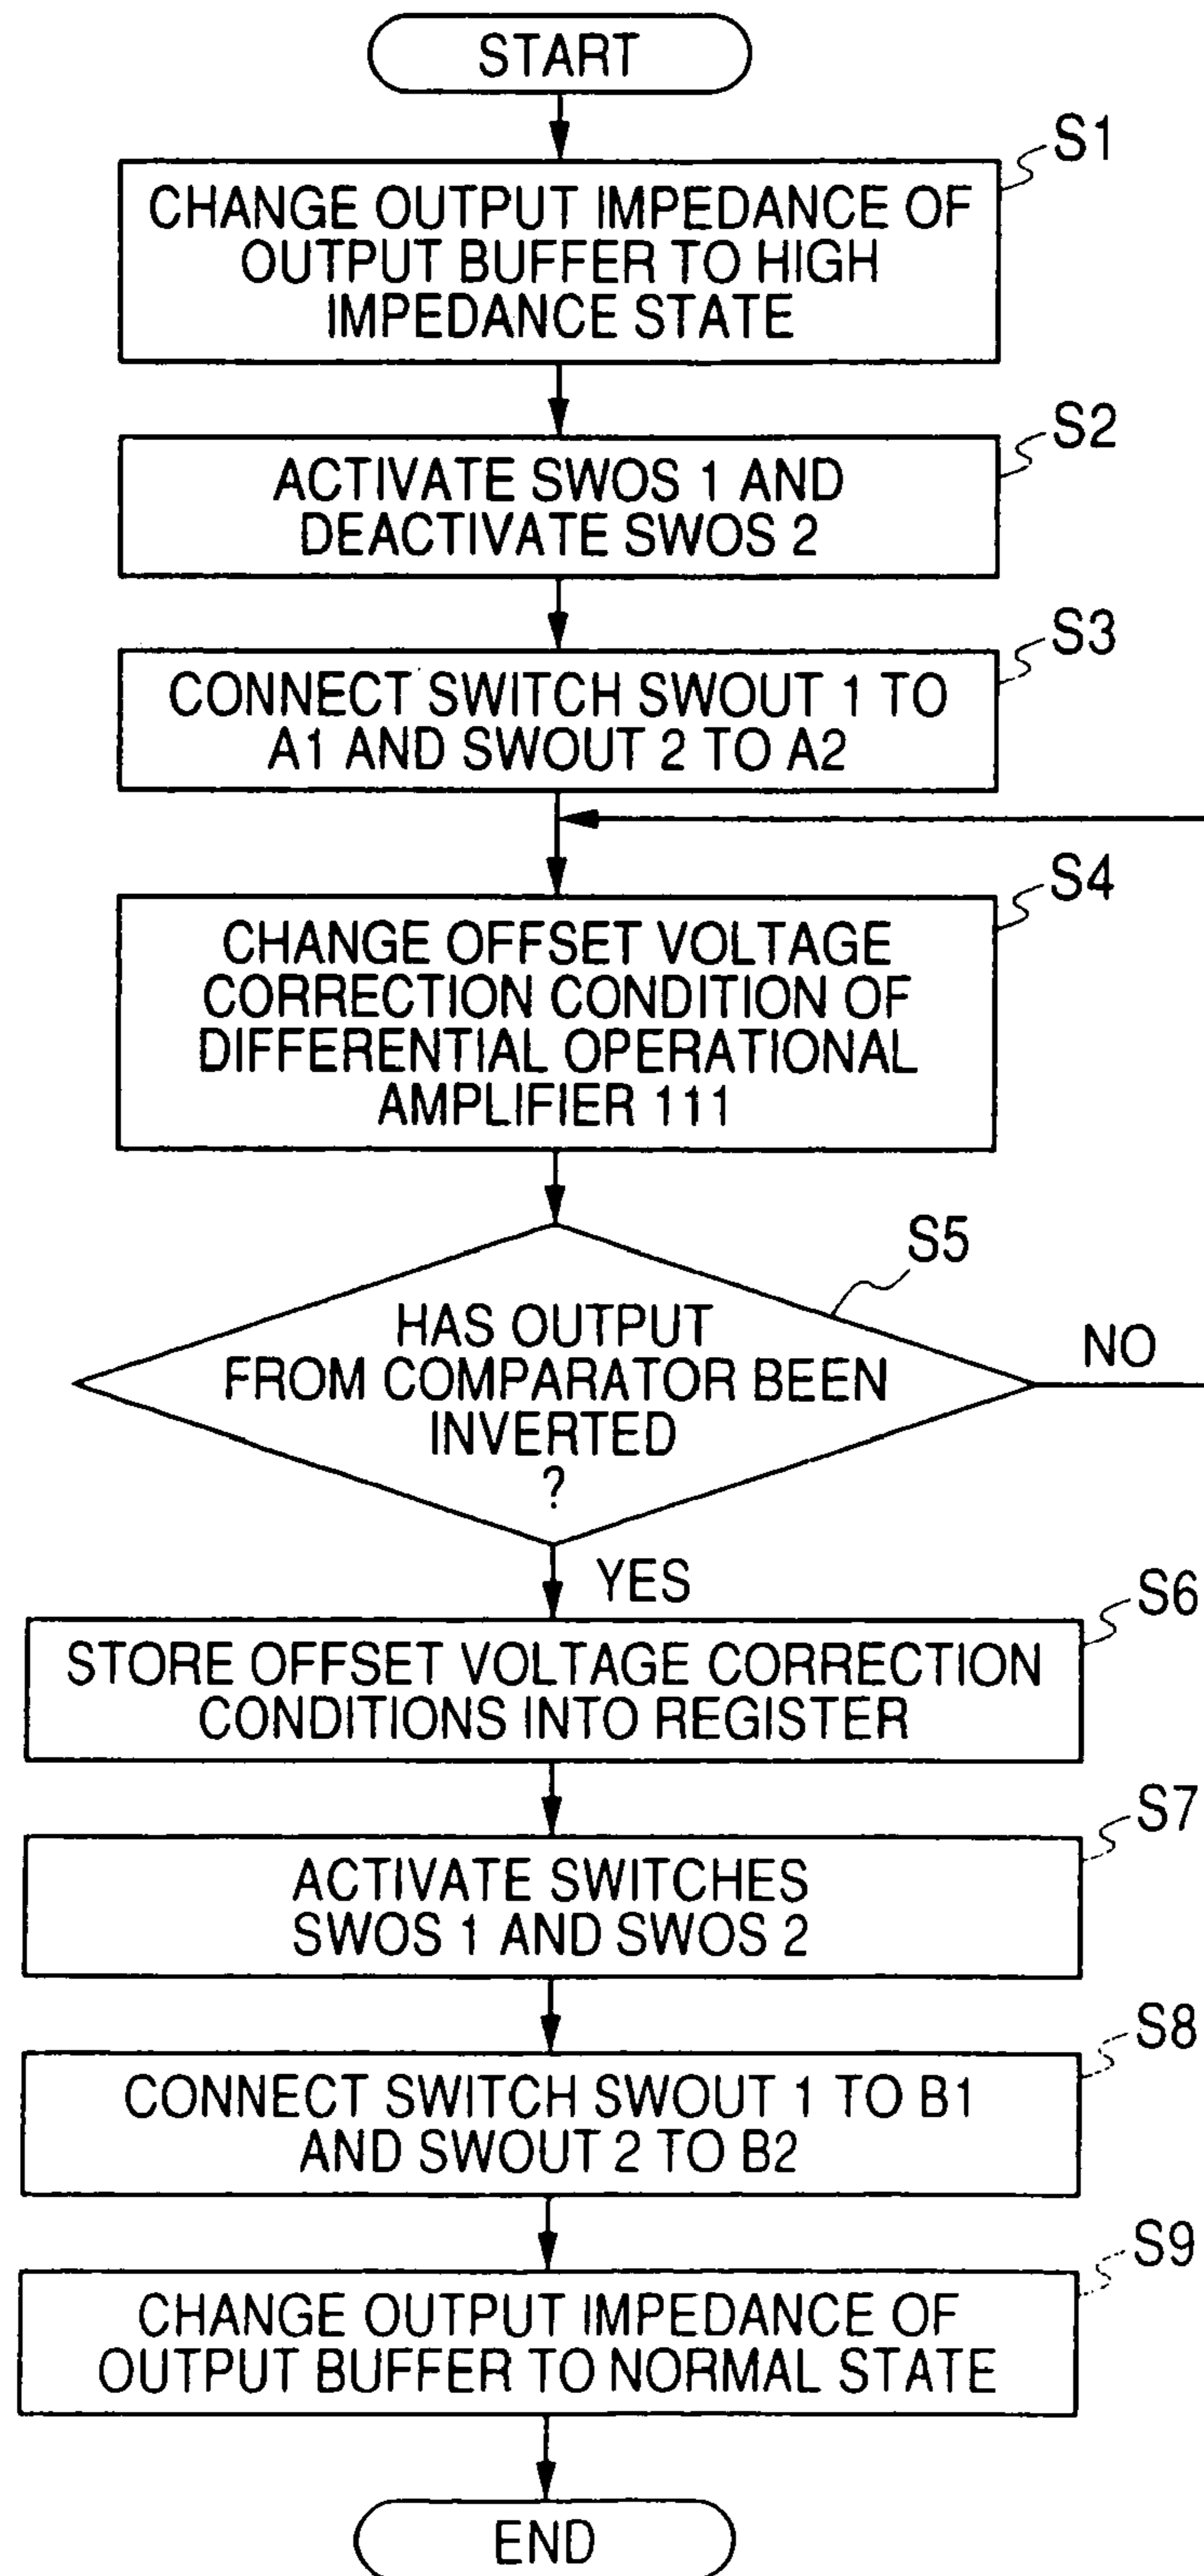 START
S1
CHANGE OUTPUT IMPEDANCE OF
OUTPUT BUFFER TO HIGH
IMPEDANCE STATE
S2
ACTIVATE SWOS 1 AND
DEACTIVATE SWOS 2
S3
CONNECT SWITCH SWOUT 1 TO
A1 AND SWOUT 2 TO A2
S4
CHANGE OFFSET VOLTAGE
CORRECTION CONDITION OF
DIFFERENTIAL OPERATIONAL
AMPLIFIER 111
S5
HAS OUTPUT
FROM COMPARATOR BEEN
INVERTED
?
NO
YES
S6
STORE OFFSET VOLTAGE CORRECTION
CONDITIONS INTO REGISTER
S7
ACTIVATE SWITCHES
SWOS 1 AND SWOS 2
S8
CONNECT SWITCH SWOUT 1 TO B1
AND SWOUT 2 TO B2
S9
CHANGE OUTPUT IMPEDANCE OF
OUTPUT BUFFER TO NORMAL STATE
END